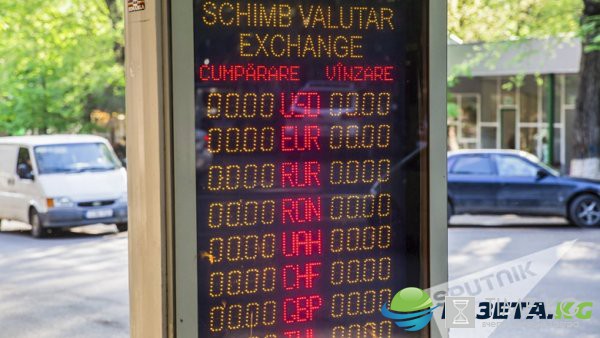 SCHIMB VALUTAR
EXCHANGE
CUMPĂRARE VÎNZARE
00.00 USD 00.00
00.00 EUR 00.00
00.00 RUR 00.00
00.00 RON 00.00
00.00 UAH 00.00
00.00 CHF 00.00
00.00 GBP 00.00
SPUTNIK
ГАЗЕТА.KG